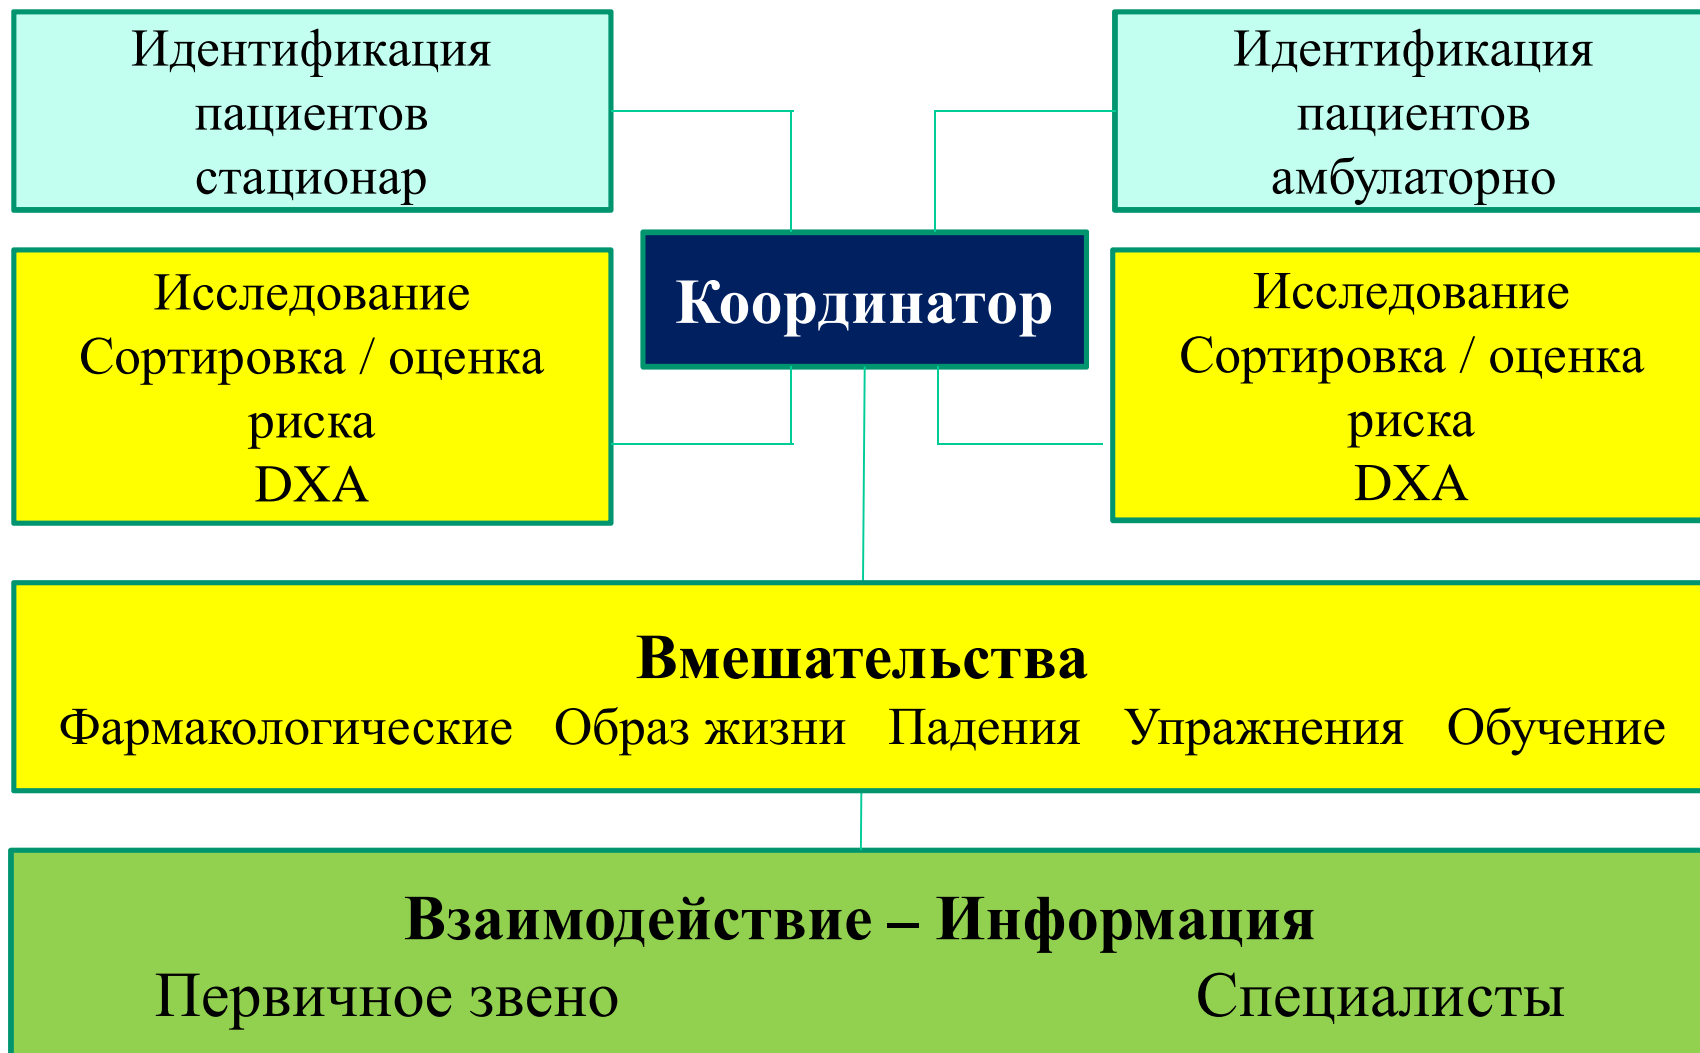 Идентификация
пациентов
стационар
Идентификация
пациентов
амбулаторно
Координатор
Исследование
Сортировка / оценка
риска
DXA
Исследование
Сортировка / оценка
риска
DXA
Вмешательства
Фармакологические Образ жизни Падения Упражнения Обучение
Взаимодействие – Информация
Первичное звено Специалисты